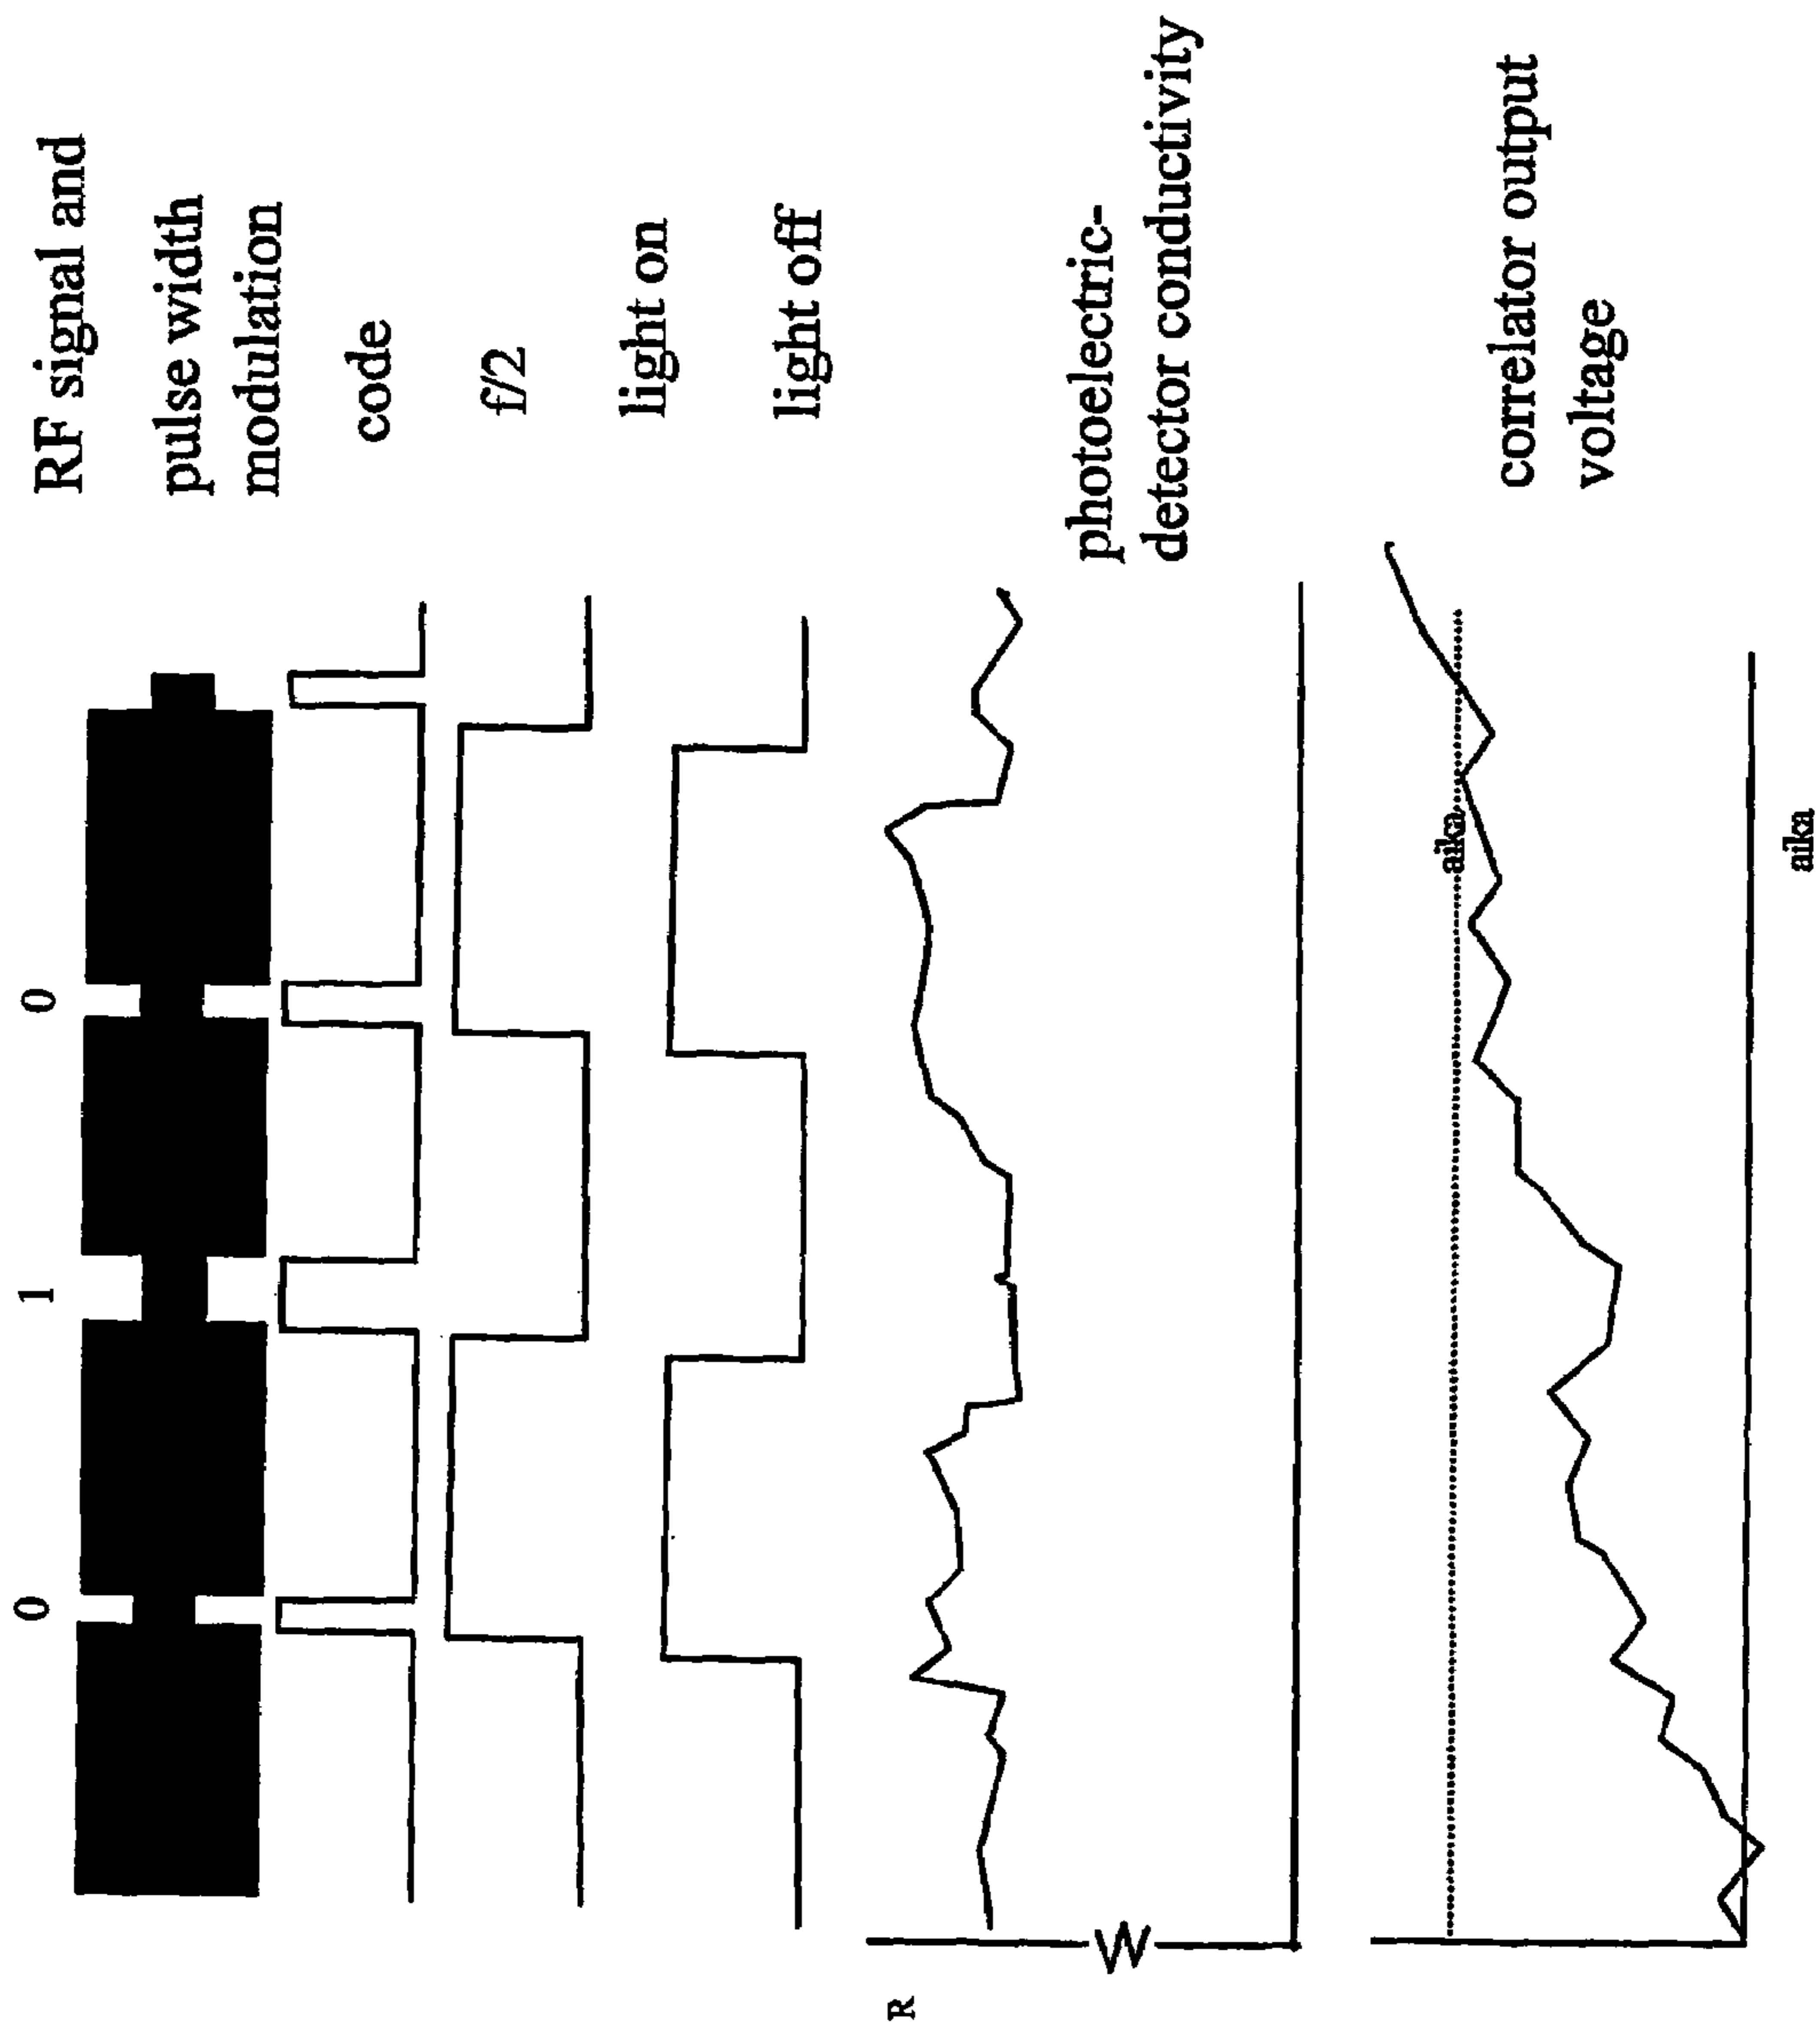 0
1
0
RF signal and
pulse width
modulation
code
f/2
light on
light off
R
photoelectric-
detector conductivity
aika
correlator output
voltage
aika